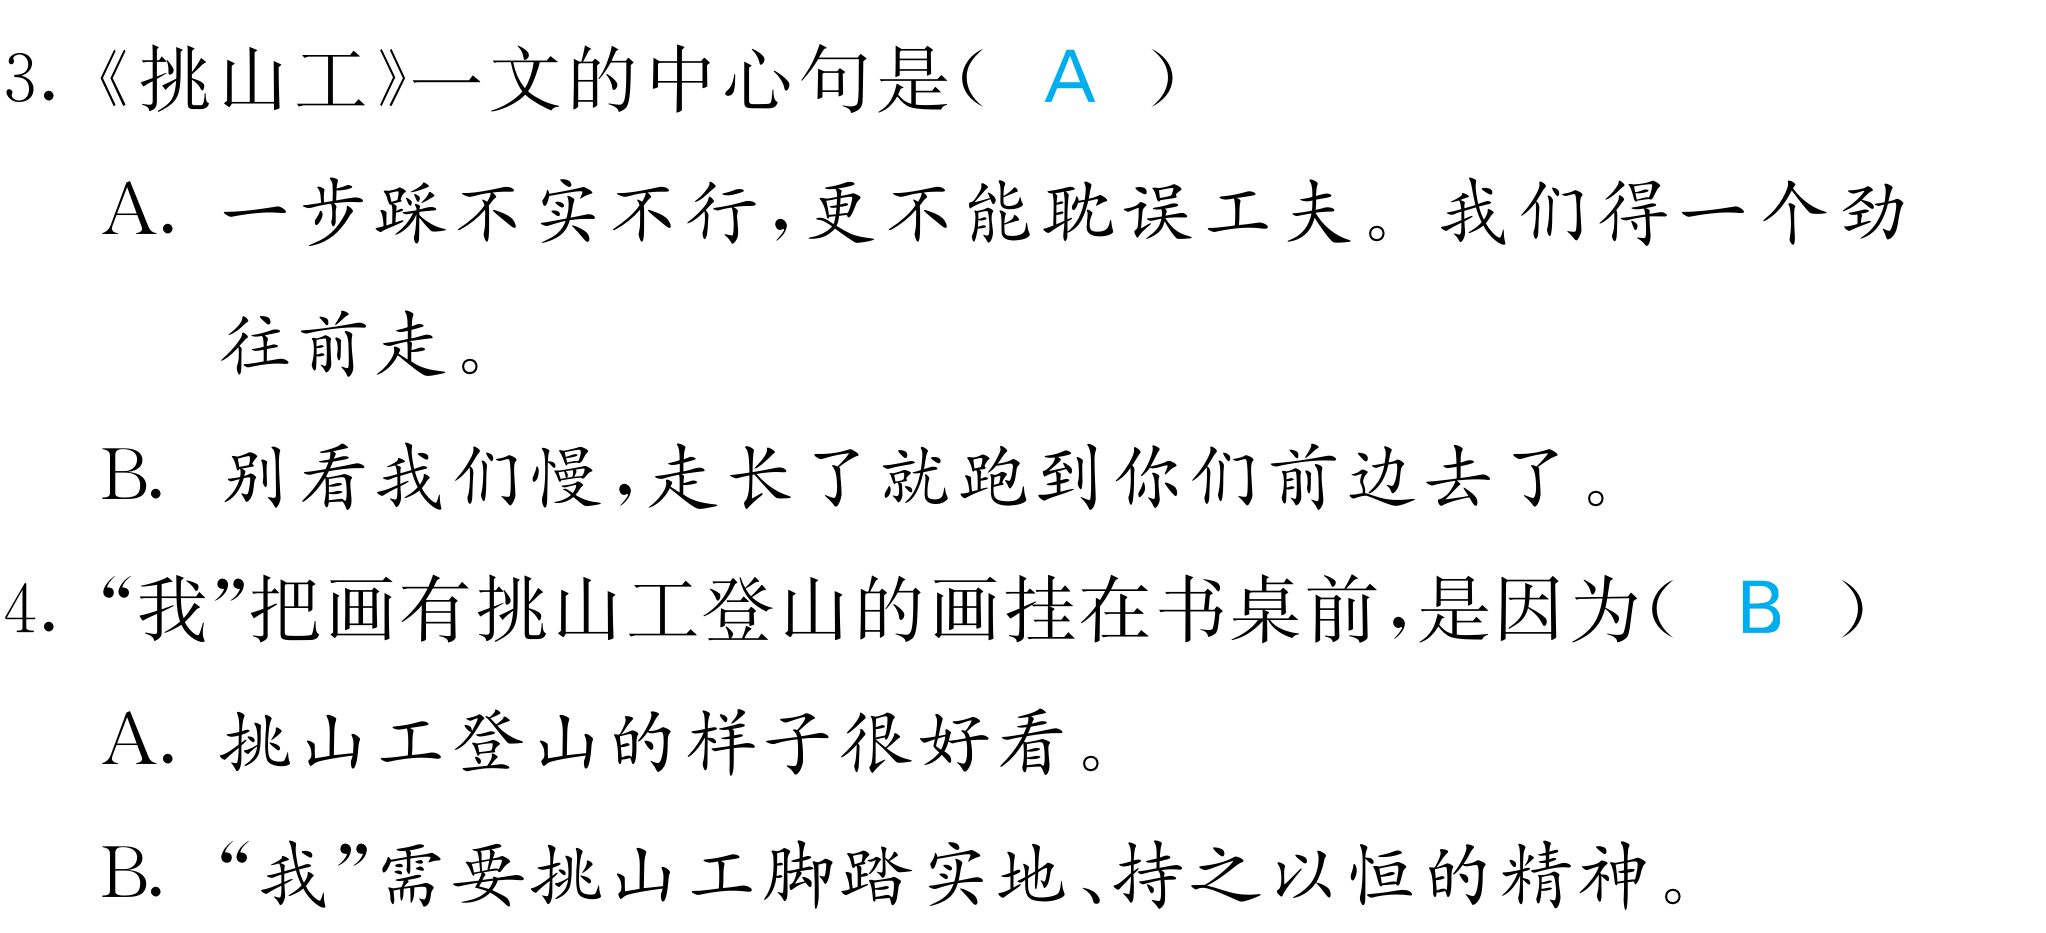 3. 《挑山工》一文的中心句是( A )
A. 一步踩不实不行,更不能耽误工夫。我们得一个劲
往前走。
B. 别看我们慢,走长了就跑到你们前边去了。
4. “我”把画有挑山工登山的画挂在书桌前,是因为( B )
A. 挑山工登山的样子很好看。
B. “我”需要挑山工脚踏实地、持之以恒的精神。